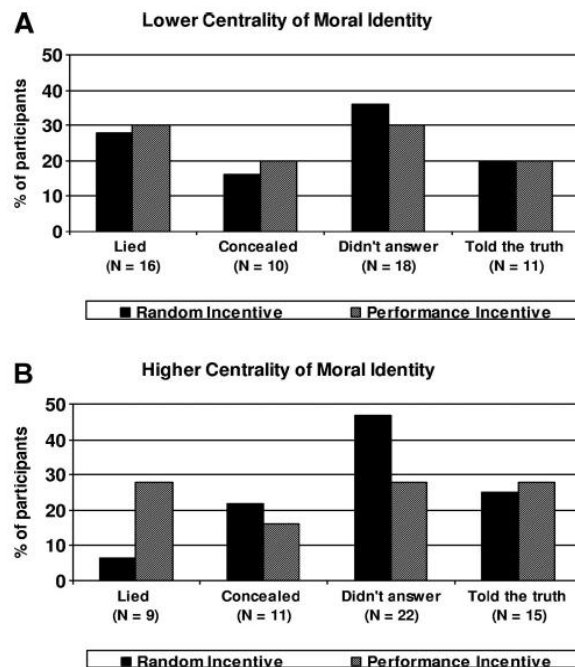 A
Lower Centrality of Moral Identity
% of participants
50
40
30
20
10
0
Lied Concealed Didn't answer Told the truth
(N = 16) (N = 10) (N = 18) (N = 11)
Random Incentive Performance Incentive
B
Higher Centrality of Moral Identity
% of participants
50
40
30
20
10
0
Lied Concealed Didn't answer Told the truth
(N = 9) (N = 11) (N = 22) (N = 15)
Random Incentive Performance Incentive